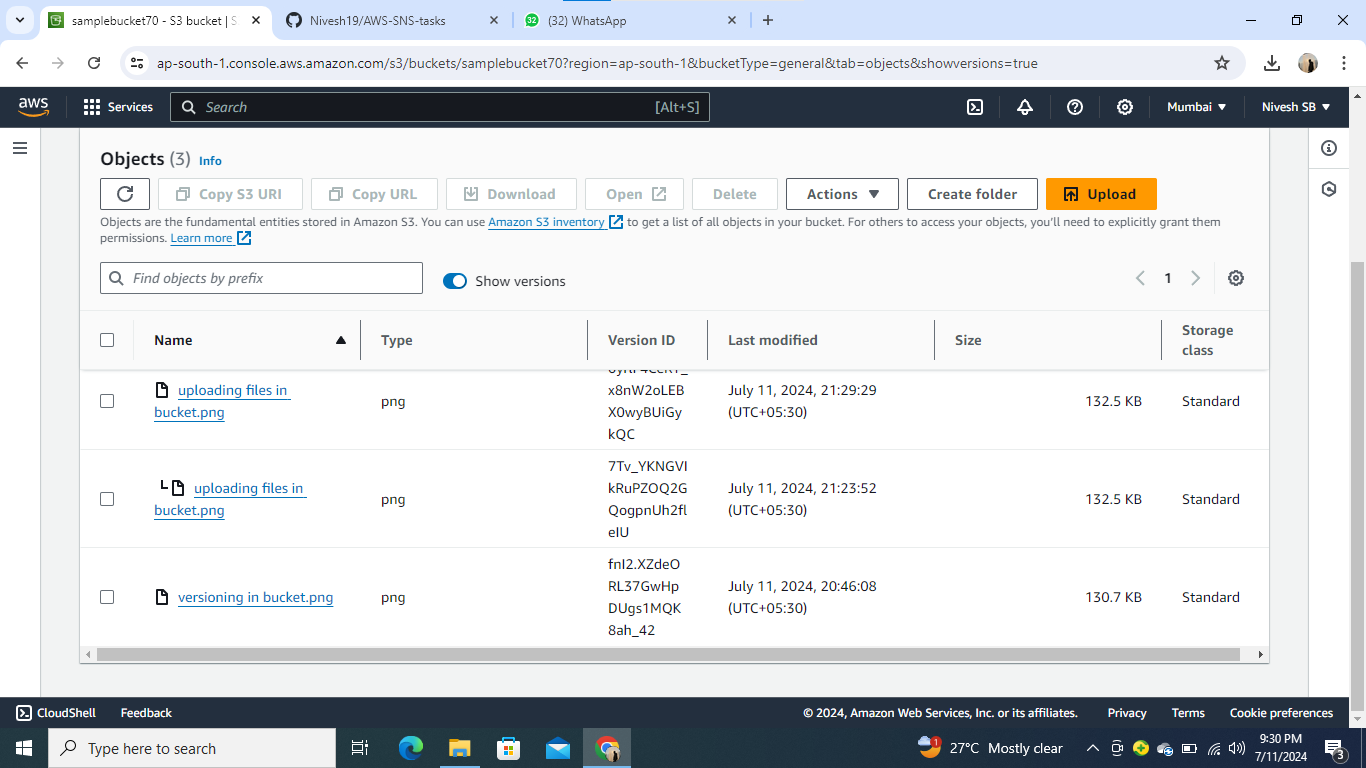 samplebucket70 - S3 bucket | S
Nivesh19/AWS-SNS-tasks
32
(32) WhatsApp
ap-south-1.console.aws.amazon.com/s3/buckets/samplebucket70?region=ap-south-1&bucketType=general&tab=objects&showversions=true
aws
Services
Search
[Alt+S]
Mumbai
Nivesh SB
Objects (3) Info
Copy S3 URI
Copy URL
Download
Open
Delete
Actions
Create folder
Upload
Objects are the fundamental entities stored in Amazon S3. You can use Amazon S3 inventory to get a list of all objects in your bucket. For others to access your objects, you'll need to explicitly grant them
permissions. Learn more
Find objects by prefix
Show versions
1
Name
Type
Version ID
Last modified
Size
Storage
class
uploading files in
bucket.png
png
x8nW2oLEB
X0wyBUiGy
kQC
July 11, 2024, 21:29:29
(UTC+05:30)
132.5 KB
Standard
uploading files in
bucket.png
png
7Tv_YKNGVI
kRuPZOQ2G
QogpnUh2fl
eIU
July 11, 2024, 21:23:52
(UTC+05:30)
132.5 KB
Standard
versioning in bucket.png
png
fnI2.XZdeO
RL37GwHp
DUgs1MQK
8ah_42
July 11, 2024, 20:46:08
(UTC+05:30)
130.7 KB
Standard
CloudShell
Feedback
© 2024, Amazon Web Services, Inc. or its affiliates.
Privacy
Terms
Cookie preferences
Type here to search
1
27°C Mostly clear
9:30 PM
7/11/2024
3